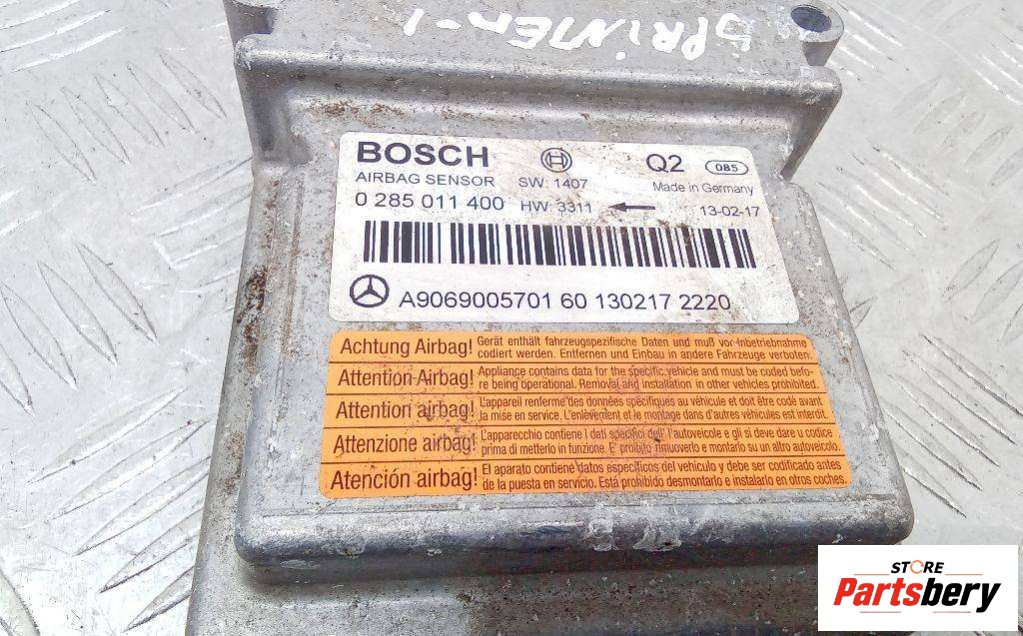 SPRINTER-1
BOSCH
Q2 085
AIRBAG SENSOR SW: 1407 Made in Germany
0 285 011 400 HW: 3311 13-02-17
A9069005701 60 130217 2220
Achtung Airbag! Gerät enthält fahrzeugspezifische Daten und muß vor Inbetriebnahme
codiert werden. Entfernen und Einbau in andere Fahrzeuge verboten.
Attention Airbag! Appliance contains data for the specific vehicle and must be coded befo-
re being operational. Removal and installation in other vehicles prohibited.
Attention airbag! L'appareil renferme des données spécifiques au véhicule et doit être codé avant
la mise en service. L'enlèvement et le montage dans d'autres véhicules est interdit.
Attenzione airbag! L'apparecchio contiene i dati specifici dell' l'autoveicole e gli si deve dare u codice
prima di metterlo in funzione. E' proibito rimuoverlo e montarlo su un altro autoveicolo.
Atención airbag! El aparato contiene datos específicos del vehículo y debe ser codificado antes
de la puesta en servicio. Está prohibido desmontarlo e instalarlo en otros coches.
STORE
Partsbery